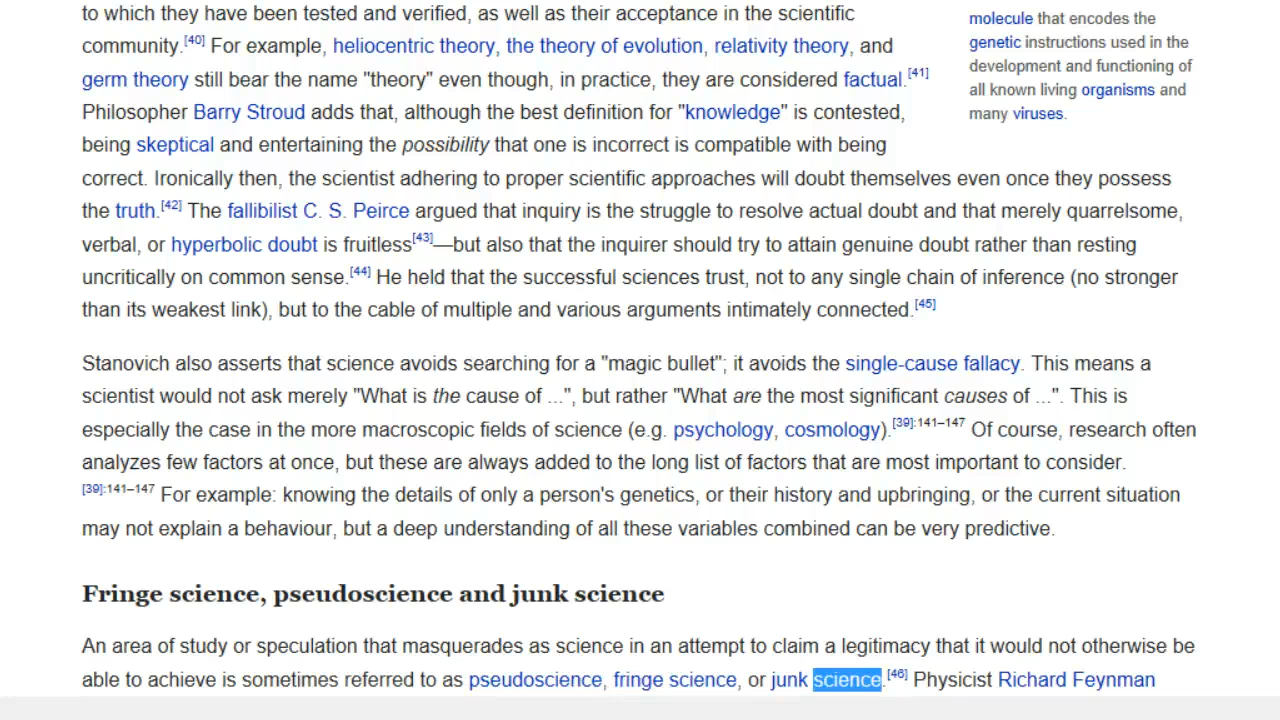 to which they have been tested and verified, as well as their acceptance in the scientific
community.[40] For example, heliocentric theory, the theory of evolution, relativity theory, and
germ theory still bear the name "theory" even though, in practice, they are considered factual.[41]
Philosopher Barry Stroud adds that, although the best definition for "knowledge" is contested,
being skeptical and entertaining the possibility that one is incorrect is compatible with being
correct. Ironically then, the scientist adhering to proper scientific approaches will doubt themselves even once they possess
the truth.[42] The fallibilist C. S. Peirce argued that inquiry is the struggle to resolve actual doubt and that merely quarrelsome,
verbal, or hyperbolic doubt is fruitless[43]—but also that the inquirer should try to attain genuine doubt rather than resting
uncritically on common sense.[44] He held that the successful sciences trust, not to any single chain of inference (no stronger
than its weakest link), but to the cable of multiple and various arguments intimately connected.[45]
molecule that encodes the
genetic instructions used in the
development and functioning of
all known living organisms and
many viruses.
Stanovich also asserts that science avoids searching for a "magic bullet"; it avoids the single-cause fallacy. This means a
scientist would not ask merely "What is the cause of ...", but rather "What are the most significant causes of ...". This is
especially the case in the more macroscopic fields of science (e.g. psychology, cosmology).[39]:141–147 Of course, research often
analyzes few factors at once, but these are always added to the long list of factors that are most important to consider.
[39]:141–147 For example: knowing the details of only a person's genetics, or their history and upbringing, or the current situation
may not explain a behaviour, but a deep understanding of all these variables combined can be very predictive.
Fringe science, pseudoscience and junk science
An area of study or speculation that masquerades as science in an attempt to claim a legitimacy that it would not otherwise be
able to achieve is sometimes referred to as pseudoscience, fringe science, or junk science.[46] Physicist Richard Feynman